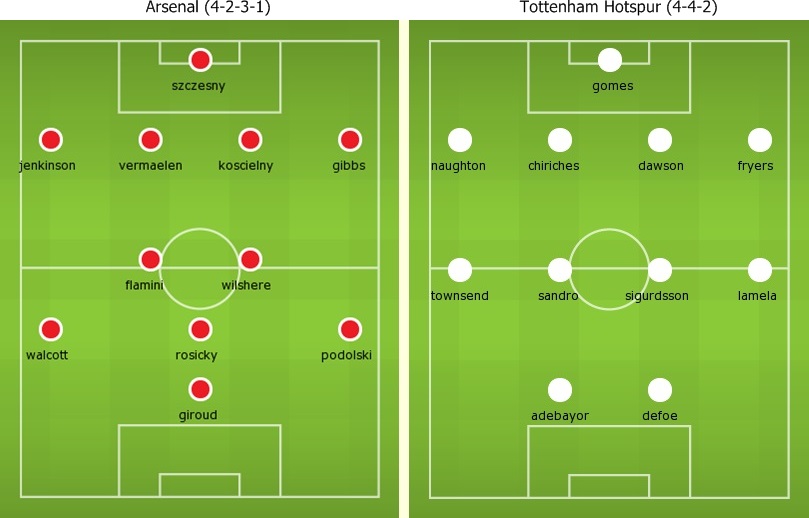 Arsenal (4-2-3-1)
szczesny
jenkinson vermaelen koscielny gibbs
flamini wilshere
walcott rosicky podolski
giroud
Tottenham Hotspur (4-4-2)
gomes
naughton chiriches dawson fryers
townsend sandro sigurdsson lamela
adebayor defoe